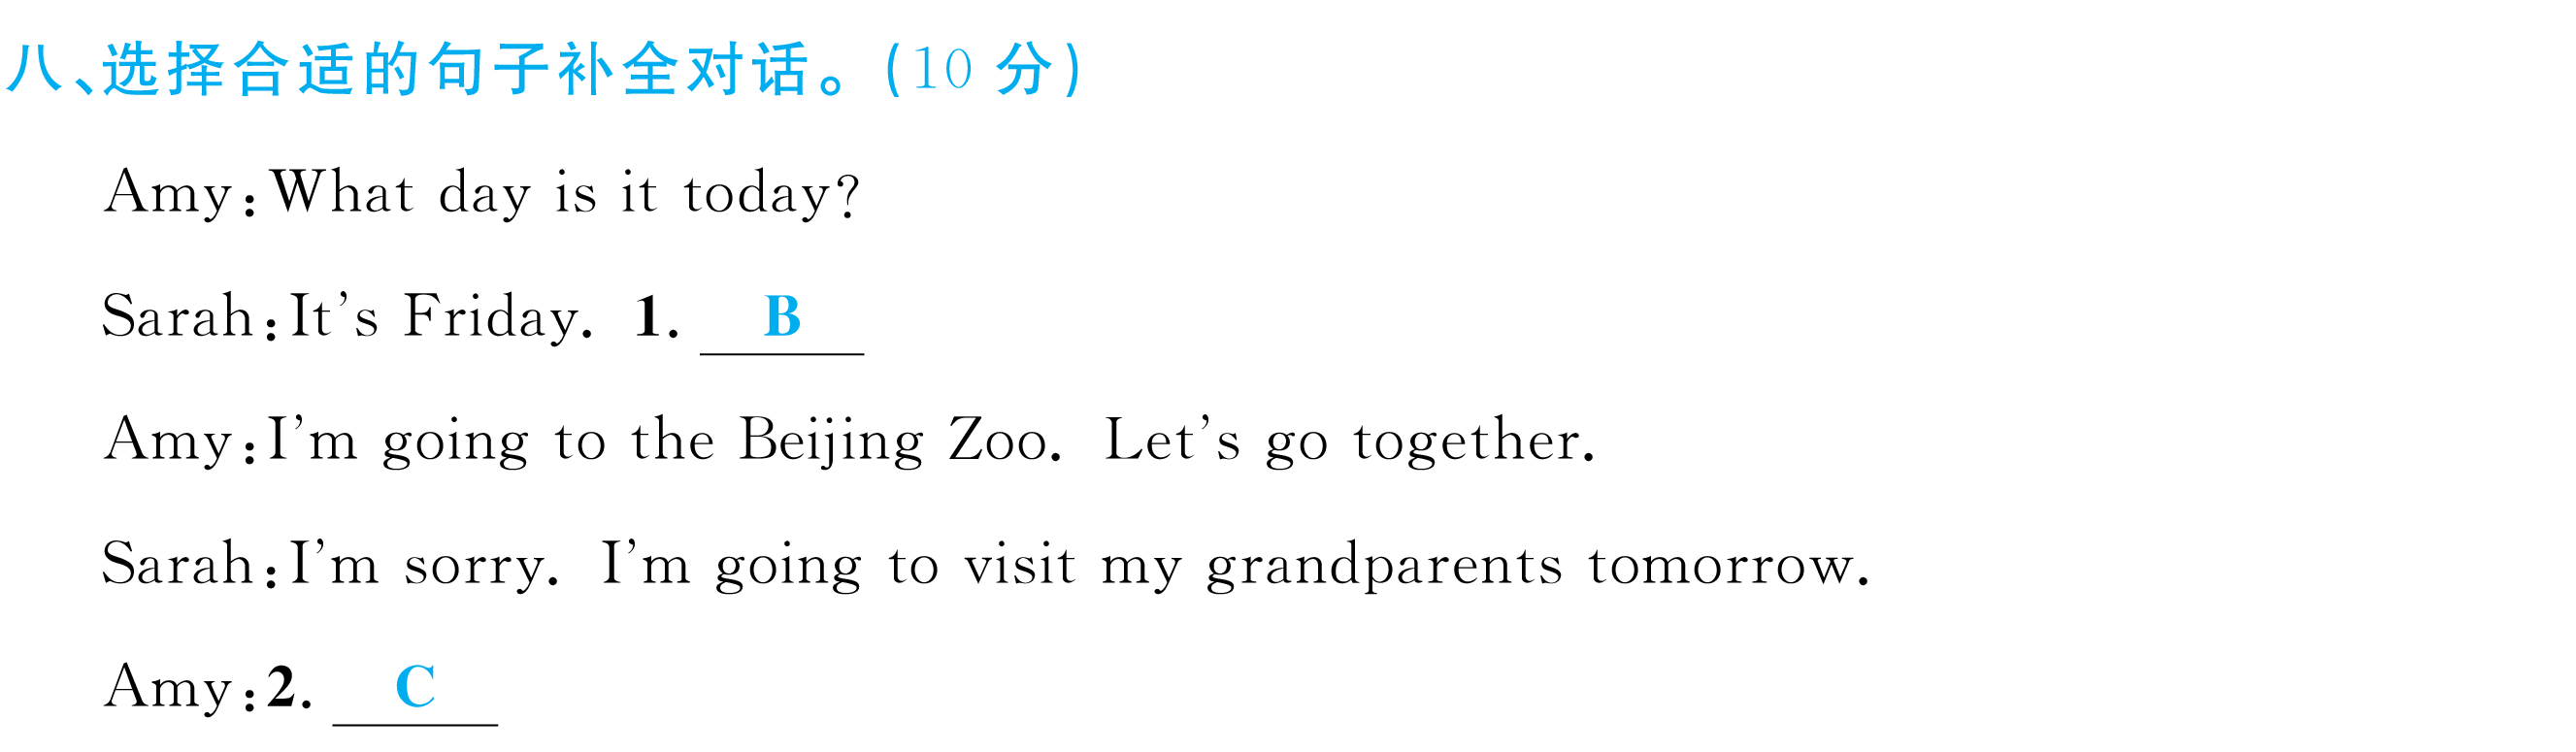 八、选择合适的句子补全对话。(10 分)
Amy:What day is it today?
Sarah:It's Friday. 1. B
Amy:I'm going to the Beijing Zoo. Let's go together.
Sarah:I'm sorry. I'm going to visit my grandparents tomorrow.
Amy:2. C